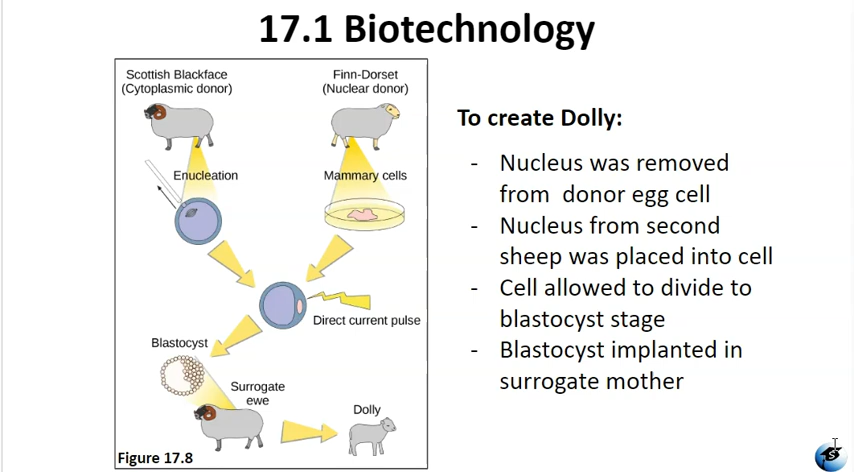 17.1 Biotechnology
Scottish Blackface
(Cytoplasmic donor)
Finn-Dorset
(Nuclear donor)
Enucleation
Mammary cells
Direct current pulse
Blastocyst
Surrogate
ewe
Dolly
Figure 17.8
To create Dolly:
- Nucleus was removed
from  donor egg cell
- Nucleus from second
sheep was placed into cell
- Cell allowed to divide to
blastocyst stage
- Blastocyst implanted in
surrogate mother
S